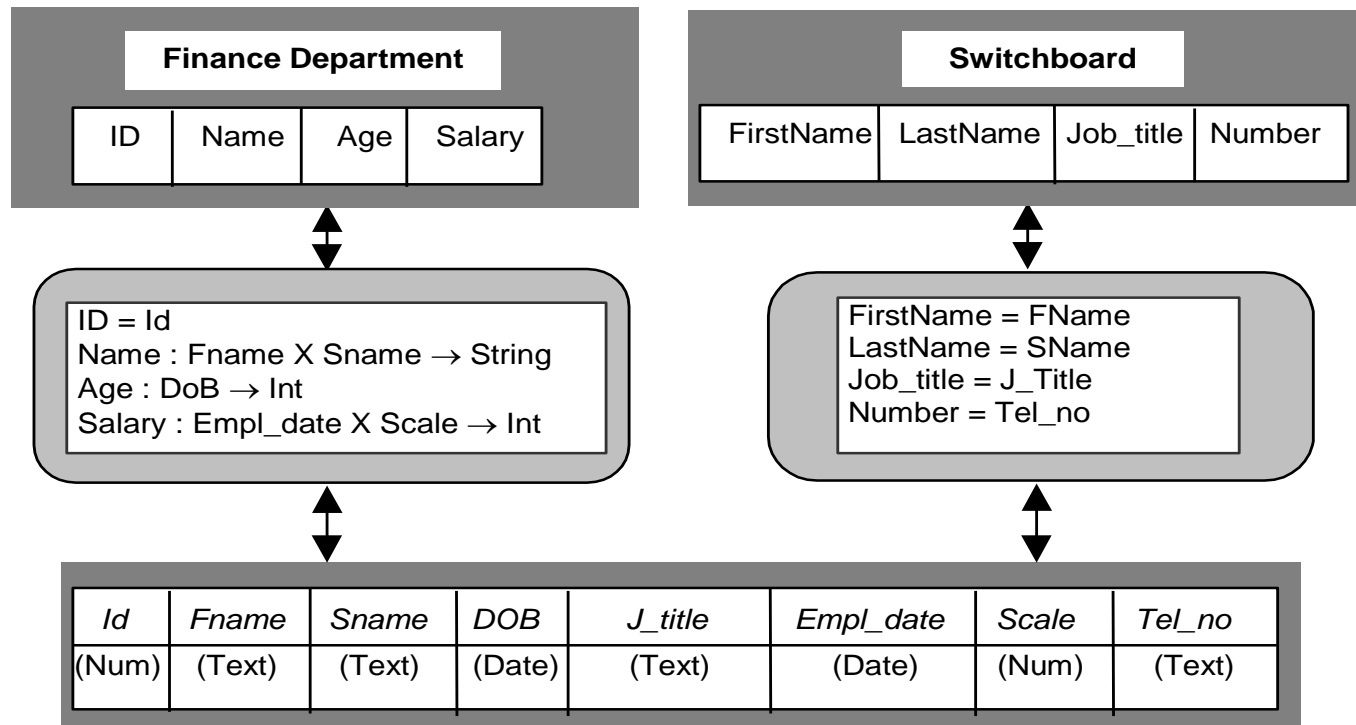 Finance Department
ID Name Age Salary
Switchboard
FirstName LastName Job_title Number
ID = Id
Name : Fname X Sname → String
Age : DoB → Int
Salary : Empl_date X Scale → Int
FirstName = FName
LastName = SName
Job_title = J_Title
Number = Tel_no
Id Fname Sname DOB J_title Empl_date Scale Tel_no
(Num) (Text) (Text) (Date) (Text) (Date) (Num) (Text)